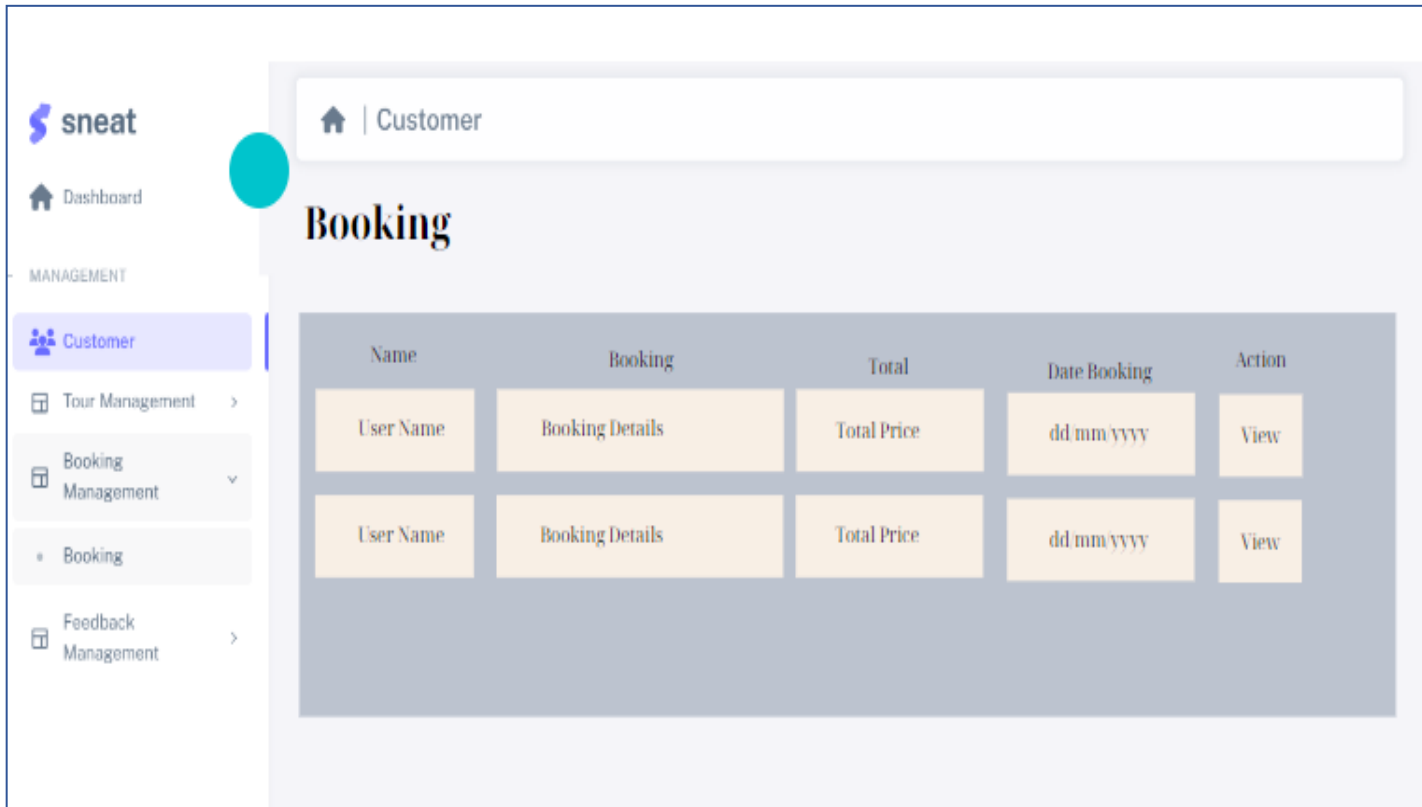 sneat
Dashboard
MANAGEMENT
Customer
Tour Management
Booking
Management
Booking
Feedback
Management
| Customer
Booking
Name Booking Total Date Booking Action
User Name Booking Details Total Price dd/mm/yyyy View
User Name Booking Details Total Price dd/mm/yyyy View